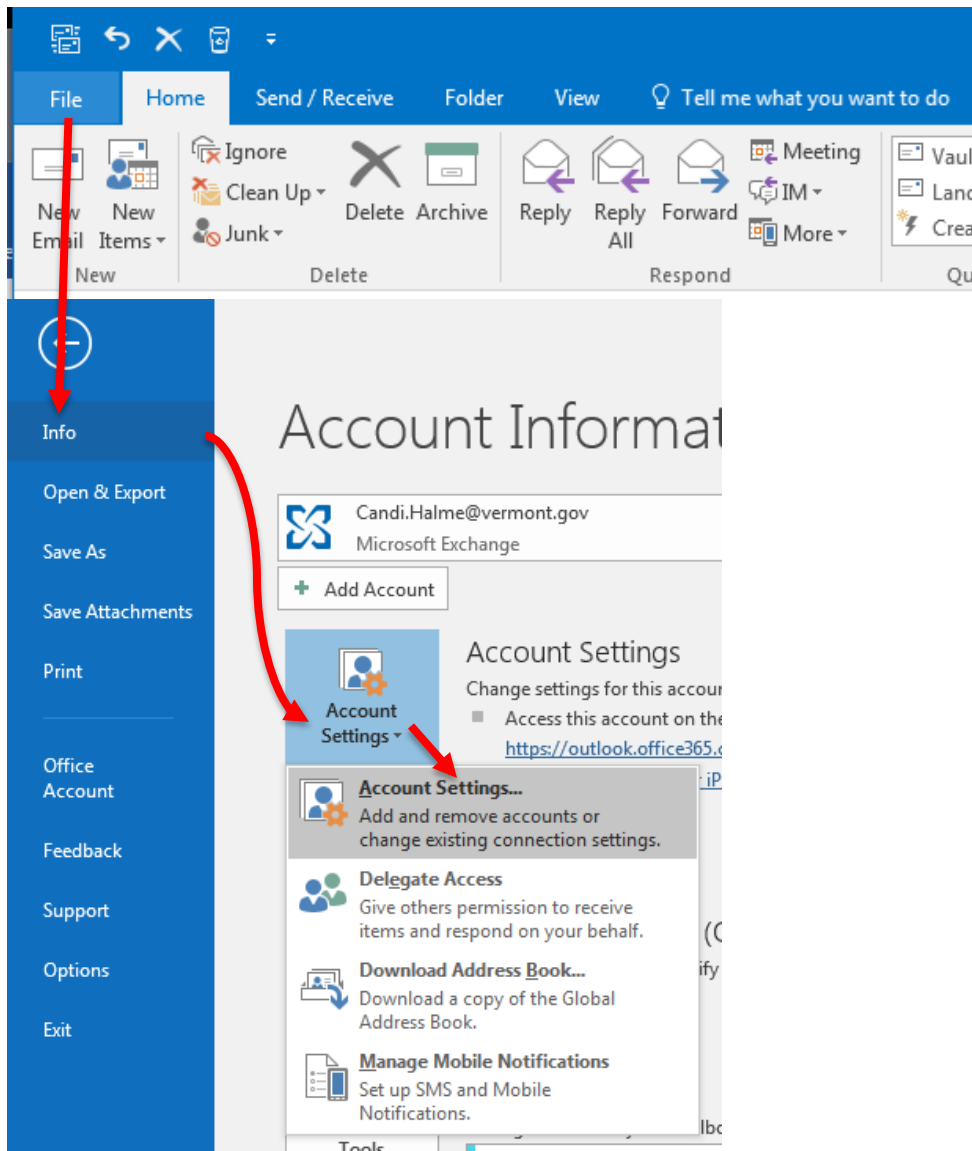 File Home Send / Receive Folder View Tell me what you want to do
New Email
New Items
Ignore
Clean Up
Junk
Delete
Archive
Reply
Reply All
Forward
Meeting
IM
More
New
Delete
Respond
Info
Open & Export
Save As
Save Attachments
Print
Office
Account
Feedback
Support
Options
Exit
Account Informat
Candi.Halme@vermont.gov
Microsoft Exchange
Add Account
Account
Settings
Account Settings
Change settings for this accour
Access this account on the
https://outlook.office365.c
iP
Account Settings...
Add and remove accounts or
change existing connection settings.
Delegate Access
Give others permission to receive
items and respond on your behalf.
(C
Download Address Book...
ify
Download a copy of the Global
Address Book.
Manage Mobile Notifications
Set up SMS and Mobile
Notifications.
Tools